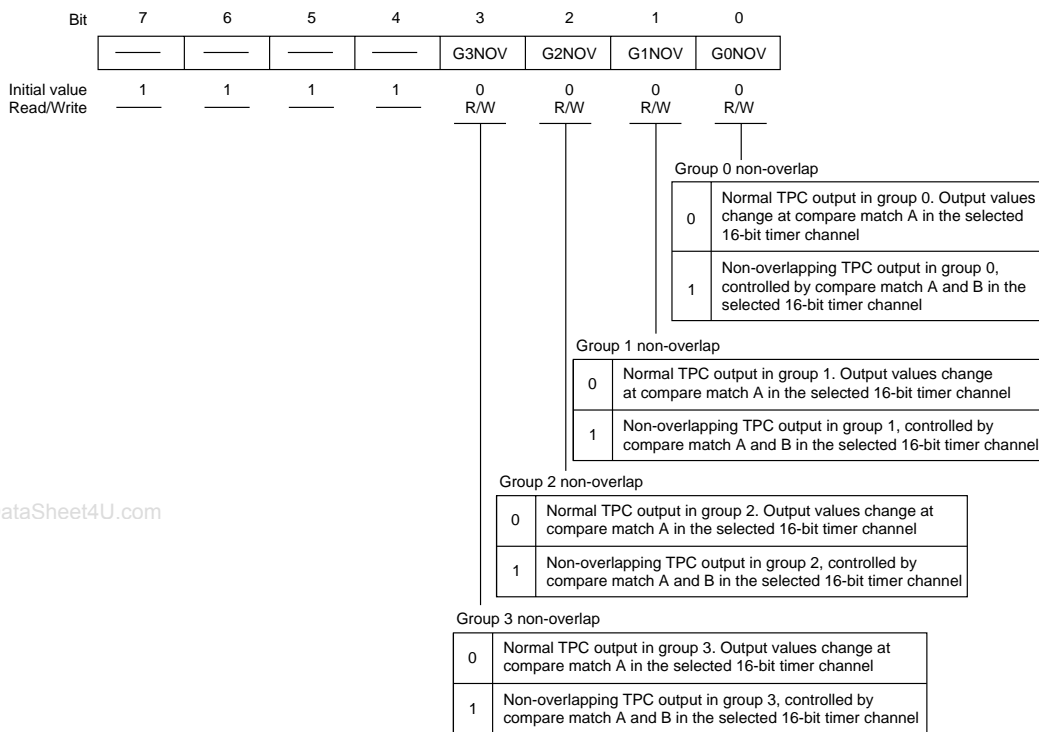 Bit 7 6 5 4 3 2 1 0
G3NOV G2NOV G1NOV G0NOV
Initial value 1 1 1 1 0 0 0 0
Read/Write R/W R/W R/W R/W
Group 0 non-overlap
0 Normal TPC output in group 0. Output values
change at compare match A in the selected
16-bit timer channel
1 Non-overlapping TPC output in group 0,
controlled by compare match A and B in the
selected 16-bit timer channel
Group 1 non-overlap
0 Normal TPC output in group 1. Output values change
at compare match A in the selected 16-bit timer channel
1 Non-overlapping TPC output in group 1, controlled by
compare match A and B in the selected 16-bit timer channel
Group 2 non-overlap
0 Normal TPC output in group 2. Output values change at
compare match A in the selected 16-bit timer channel
1 Non-overlapping TPC output in group 2, controlled by
compare match A and B in the selected 16-bit timer channel
ataSheet4U.com
Group 3 non-overlap
0 Normal TPC output in group 3. Output values change at
compare match A in the selected 16-bit timer channel
1 Non-overlapping TPC output in group 3, controlled by
compare match A and B in the selected 16-bit timer channel